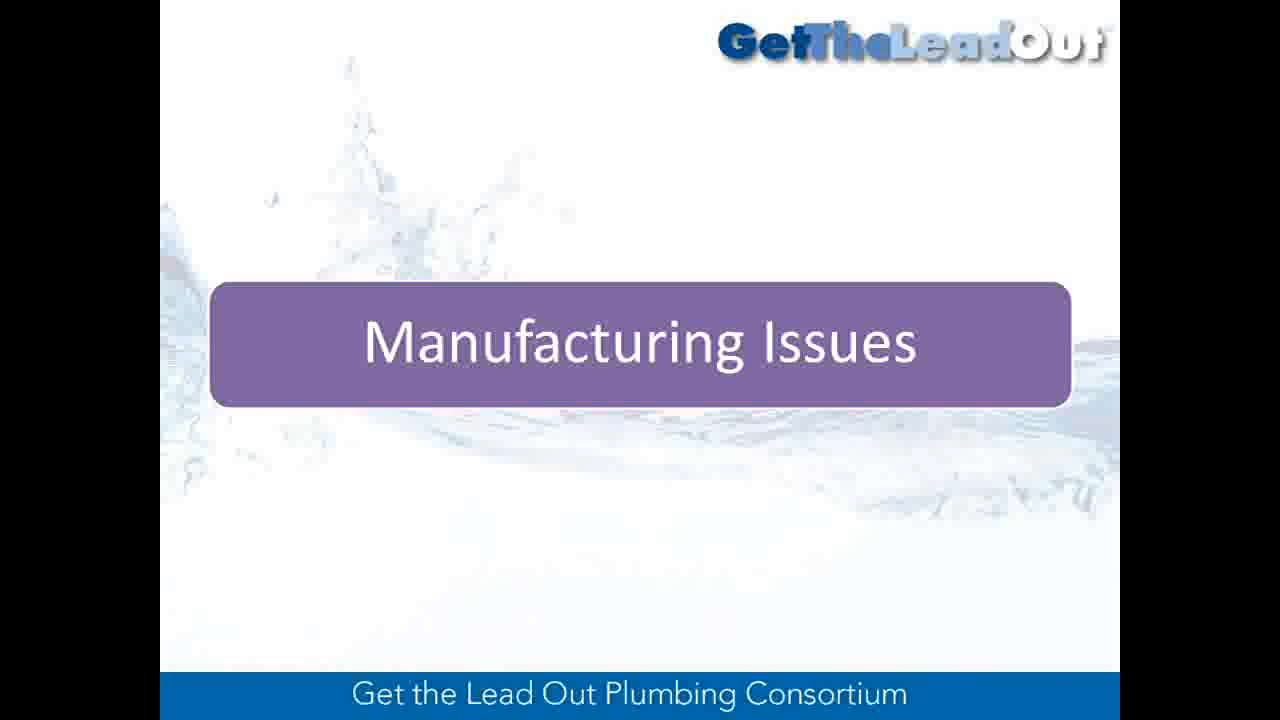 GetTheLeadOut
Manufacturing Issues
Get the Lead Out Plumbing Consortium